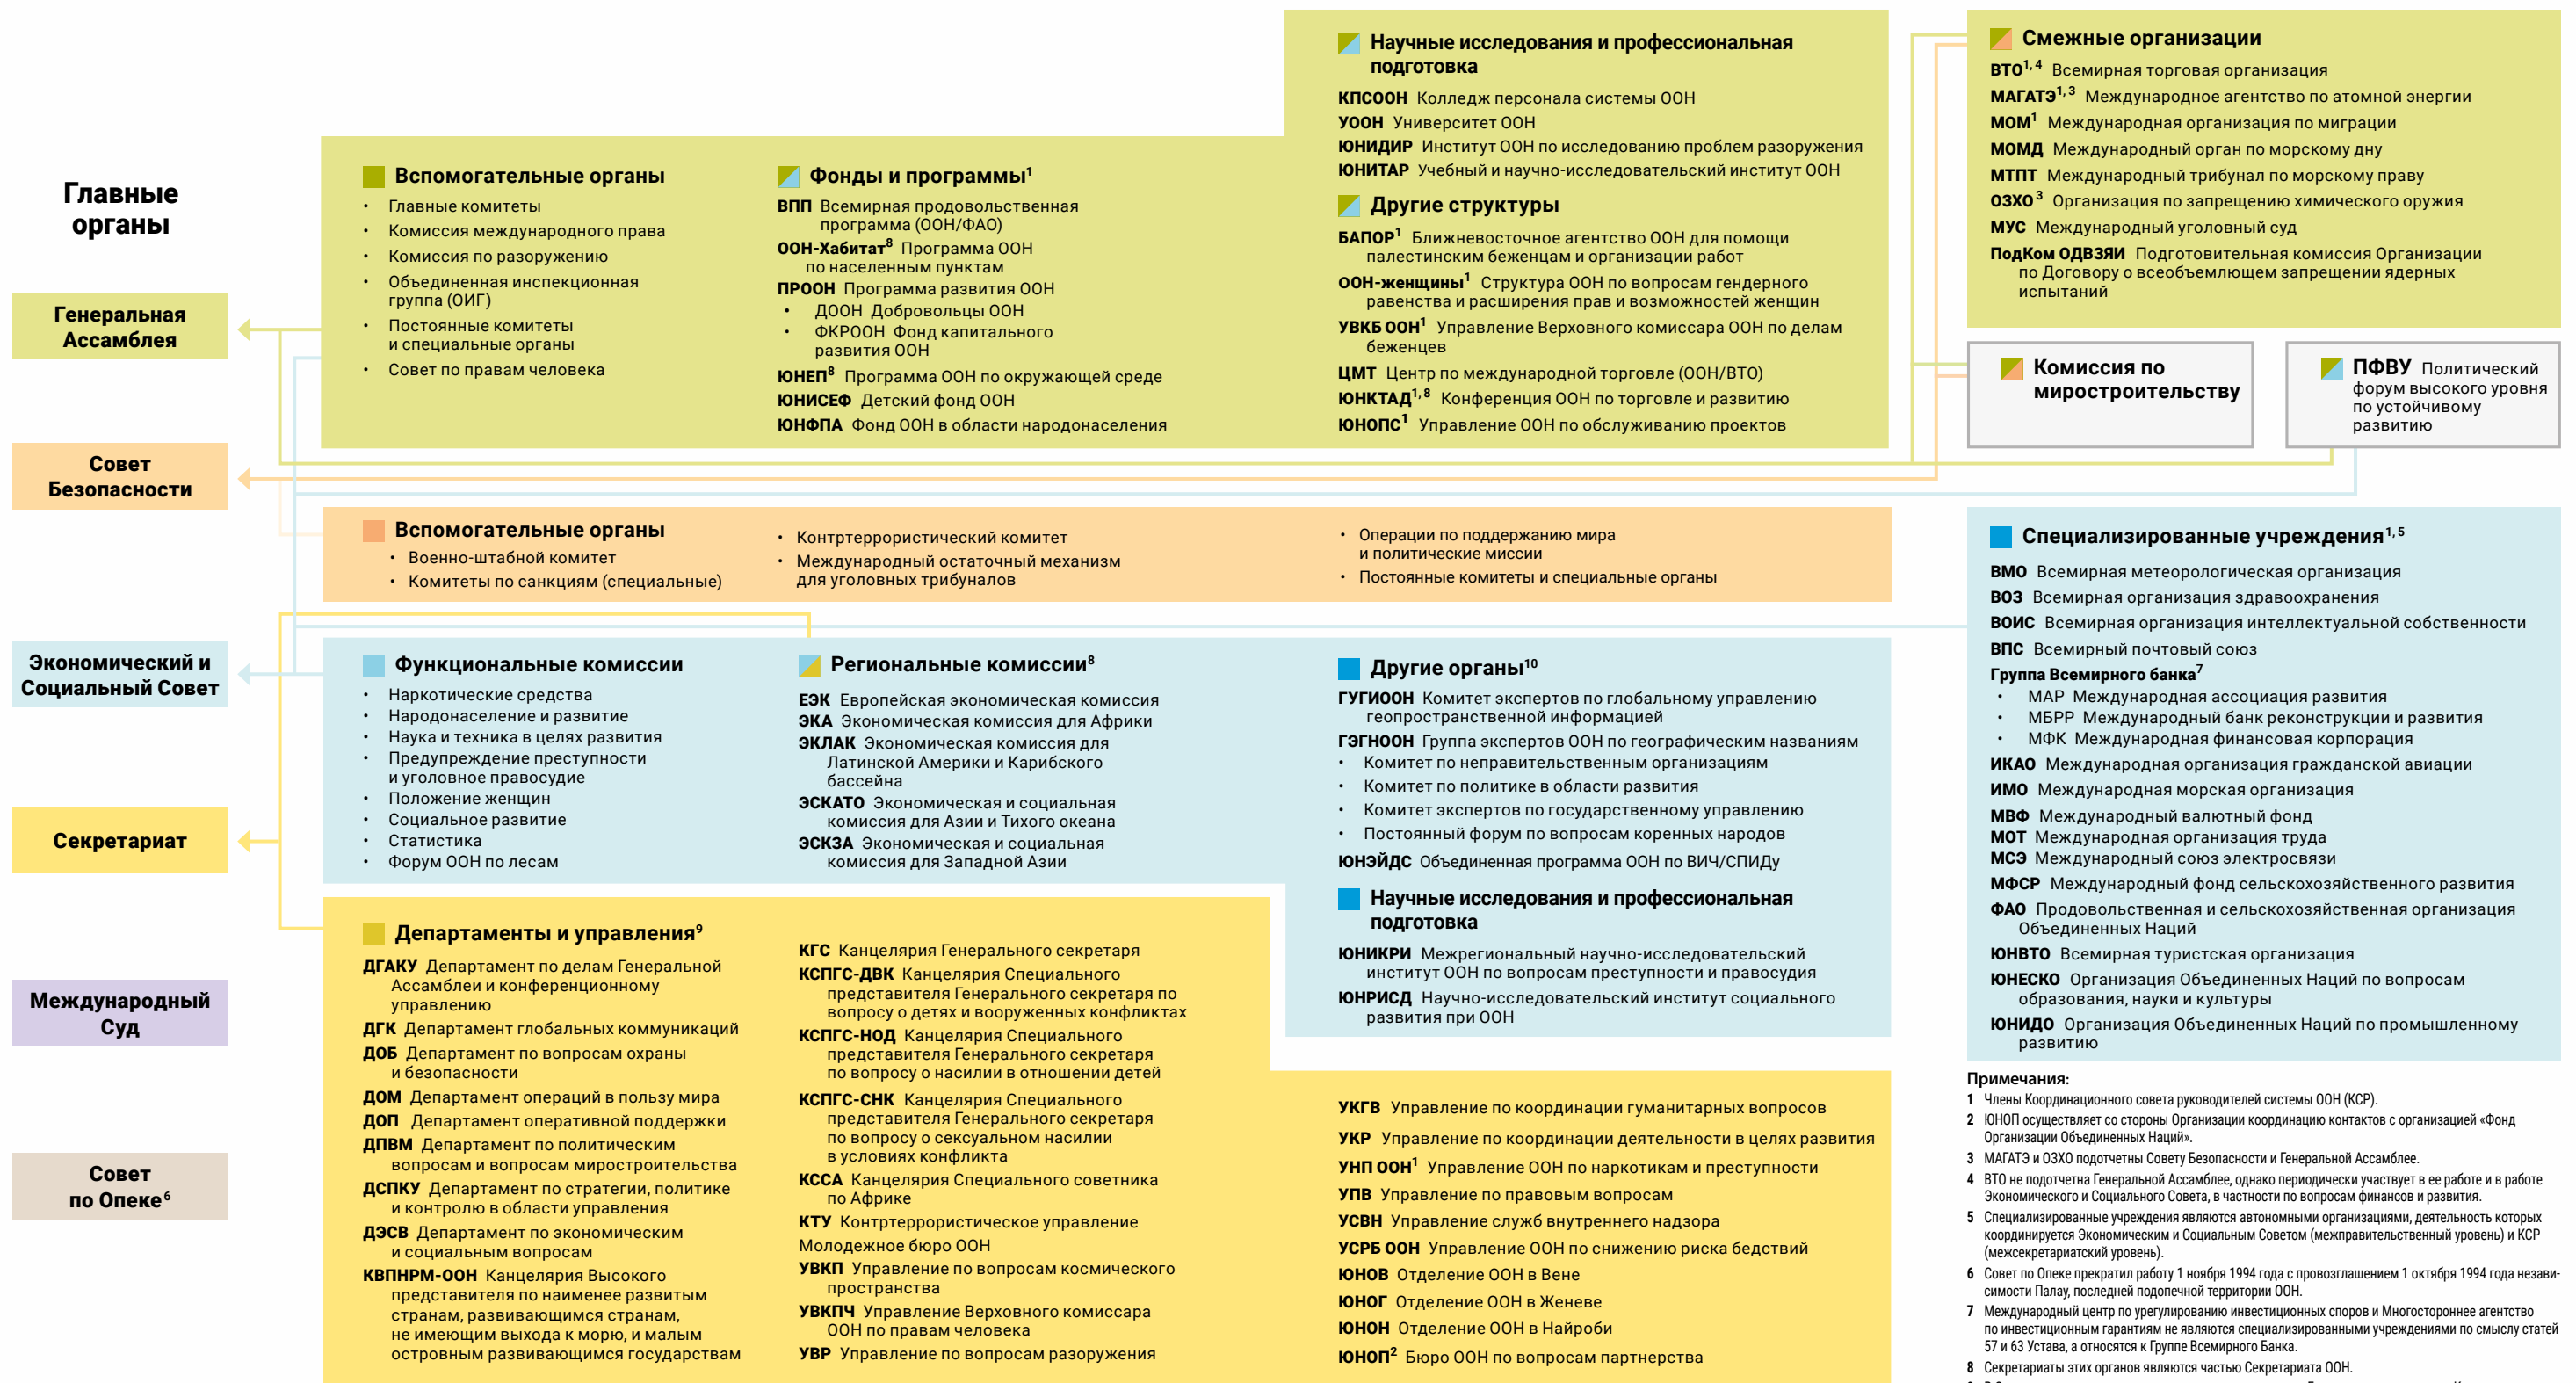 Главные
органы
Генеральная
Ассамблея
Совет
Безопасности
Экономический и
Социальный Совет
Секретариат
Международный
Суд
Совет
по Опеке⁶
Вспомогательные органы
• Главные комитеты
• Комиссия международного права
• Комиссия по разоружению
• Объединенная инспекционная
группа (ОИГ)
• Постоянные комитеты
и специальные органы
• Совет по правам человека
Фонды и программы¹
ВПП Всемирная продовольственная
программа (ООН/ФАО)
ООН-Хабитат⁸ Программа ООН
по населенным пунктам
ПРООН Программа развития ООН
• ДООН Добровольцы ООН
• ФКРООН Фонд капитального
развития ООН
ЮНЕП⁸ Программа ООН по окружающей среде
ЮНИСЕФ Детский фонд ООН
ЮНФПА Фонд ООН в области народонаселения
Научные исследования и профессиональная
подготовка
КПСООН Колледж персонала системы ООН
УООН Университет ООН
ЮНИДИР Институт ООН по исследованию проблем разоружения
ЮНИТАР Учебный и научно-исследовательский институт ООН
Другие структуры
БАПОР¹ Ближневосточное агентство ООН для помощи
палестинским беженцам и организации работ
ООН-женщины¹ Структура ООН по вопросам гендерного
равенства и расширения прав и возможностей женщин
УВКБ ООН¹ Управление Верховного комиссара ООН по делам
беженцев
ЦМТ Центр по международной торговле (ООН/ВТО)
ЮНКТАД¹,⁸ Конференция ООН по торговле и развитию
ЮНОПС¹ Управление ООН по обслуживанию проектов
Смежные организации
ВТО¹,⁴ Всемирная торговая организация
МАГАТЭ¹,³ Международное агентство по атомной энергии
МОМ¹ Международная организация по миграции
МОМД Международный орган по морскому дну
МТПТ Международный трибунал по морскому праву
ОЗХО³ Организация по запрещению химического оружия
МУС Международный уголовный суд
ПодКом ОДВЗЯИ Подготовительная комиссия Организации
по Договору о всеобъемлющем запрещении ядерных
испытаний
Комиссия по
миростроительству
ПФВУ Политический
форум высокого уровня
по устойчивому
развитию
Вспомогательные органы
• Военно-штабной комитет
• Комитеты по санкциям (специальные)
• Контртеррористический комитет
• Международный остаточный механизм
для уголовных трибуналов
• Операции по поддержанию мира
и политические миссии
• Постоянные комитеты и специальные органы
Функциональные комиссии
• Наркотические средства
• Народонаселение и развитие
• Наука и техника в целях развития
• Предупреждение преступности
и уголовное правосудие
• Положение женщин
• Социальное развитие
• Статистика
• Форум ООН по лесам
Региональные комиссии⁸
ЕЭК Европейская экономическая комиссия
ЭКА Экономическая комиссия для Африки
ЭКЛАК Экономическая комиссия для
Латинской Америки и Карибского
бассейна
ЭСКАТО Экономическая и социальная
комиссия для Азии и Тихого океана
ЭСКЗА Экономическая и социальная
комиссия для Западной Азии
Другие органы¹⁰
ГУГИООН Комитет экспертов по глобальному управлению
геопространственной информацией
ГЭГНООН Группа экспертов ООН по географическим названиям
• Комитет по неправительственным организациям
• Комитет по политике в области развития
• Комитет экспертов по государственному управлению
• Постоянный форум по вопросам коренных народов
ЮНЭЙДС Объединенная программа ООН по ВИЧ/СПИДу
Научные исследования и профессиональная
подготовка
ЮНИКРИ Межрегиональный научно-исследовательский
институт ООН по вопросам преступности и правосудия
ЮНРИСД Научно-исследовательский институт социального
развития при ООН
Специализированные учреждения¹,⁵
ВМО Всемирная метеорологическая организация
ВОЗ Всемирная организация здравоохранения
ВОИС Всемирная организация интеллектуальной собственности
ВПС Всемирный почтовый союз
Группа Всемирного банка⁷
• МАР Международная ассоциация развития
• МБРР Международный банк реконструкции и развития
• МФК Международная финансовая корпорация
ИКАО Международная организация гражданской авиации
ИМО Международная морская организация
МВФ Международный валютный фонд
МОТ Международная организация труда
МСЭ Международный союз электросвязи
МФСР Международный фонд сельскохозяйственного развития
ФАО Продовольственная и сельскохозяйственная организация
Объединенных Наций
ЮНВТО Всемирная туристская организация
ЮНЕСКО Организация Объединенных Наций по вопросам
образования, науки и культуры
ЮНИДО Организация Объединенных Наций по промышленному
развитию
Департаменты и управления⁹
ДГАКУ Департамент по делам Генеральной
Ассамблеи и конференционному
управлению
ДГК Департамент глобальных коммуникаций
ДОБ Департамент по вопросам охраны
и безопасности
ДОМ Департамент операций в пользу мира
ДОП Департамент оперативной поддержки
ДПВМ Департамент по политическим
вопросам и вопросам миростроительства
ДСПКУ Департамент по стратегии, политике
и контролю в области управления
ДЭСВ Департамент по экономическим
и социальным вопросам
КВПНРМ-ООН Канцелярия Высокого
представителя по наименее развитым
странам, развивающимся странам,
не имеющим выхода к морю, и малым
островным развивающимся государствам
КГС Канцелярия Генерального секретаря
КСПГС-ДВК Канцелярия Специального
представителя Генерального секретаря по
вопросу о детях и вооруженных конфликтах
КСПГС-НОД Канцелярия Специального
представителя Генерального секретаря
по вопросу о насилии в отношении детей
КСПГС-СНК Канцелярия Специального
представителя Генерального секретаря
по вопросу о сексуальном насилии
в условиях конфликта
КССА Канцелярия Специального советника
по Африке
КТУ Контртеррористическое управление
Молодежное бюро ООН
УВКП Управление по вопросам космического
пространства
УВКПЧ Управление Верховного комиссара
ООН по правам человека
УВР Управление по вопросам разоружения
УКГВ Управление по координации гуманитарных вопросов
УКР Управление по координации деятельности в целях развития
УНП ООН¹ Управление ООН по наркотикам и преступности
УПВ Управление по правовым вопросам
УСВН Управление служб внутреннего надзора
УСРБ ООН Управление ООН по снижению риска бедствий
ЮНОВ Отделение ООН в Вене
ЮНОГ Отделение ООН в Женеве
ЮНОН Отделение ООН в Найроби
ЮНОП² Бюро ООН по вопросам партнерства
Примечания:
1 Члены Координационного совета руководителей системы ООН (КСР).
2 ЮНОП осуществляет со стороны Организации координацию контактов с организацией «Фонд
Организации Объединенных Наций».
3 МАГАТЭ и ОЗХО подотчетны Совету Безопасности и Генеральной Ассамблее.
4 ВТО не подотчетна Генеральной Ассамблее, однако периодически участвует в ее работе и в работе
Экономического и Социального Совета, в частности по вопросам финансов и развития.
5 Специализированные учреждения являются автономными организациями, деятельность которых
координируется Экономическим и Социальным Советом (межправительственный уровень) и КСР
(межсекретариатский уровень).
6 Совет по Опеке прекратил работу 1 ноября 1994 года с провозглашением 1 октября 1994 года незави-
симости Палау, последней подопечной территории ООН.
7 Международный центр по урегулированию инвестиционных споров и Многостороннее агентство
по инвестиционным гарантиям не являются специализированными учреждениями по смыслу статей
57 и 63 Устава, а относятся к Группе Всемирного Банка.
8 Секретариаты этих органов являются частью Секретариата ООН.